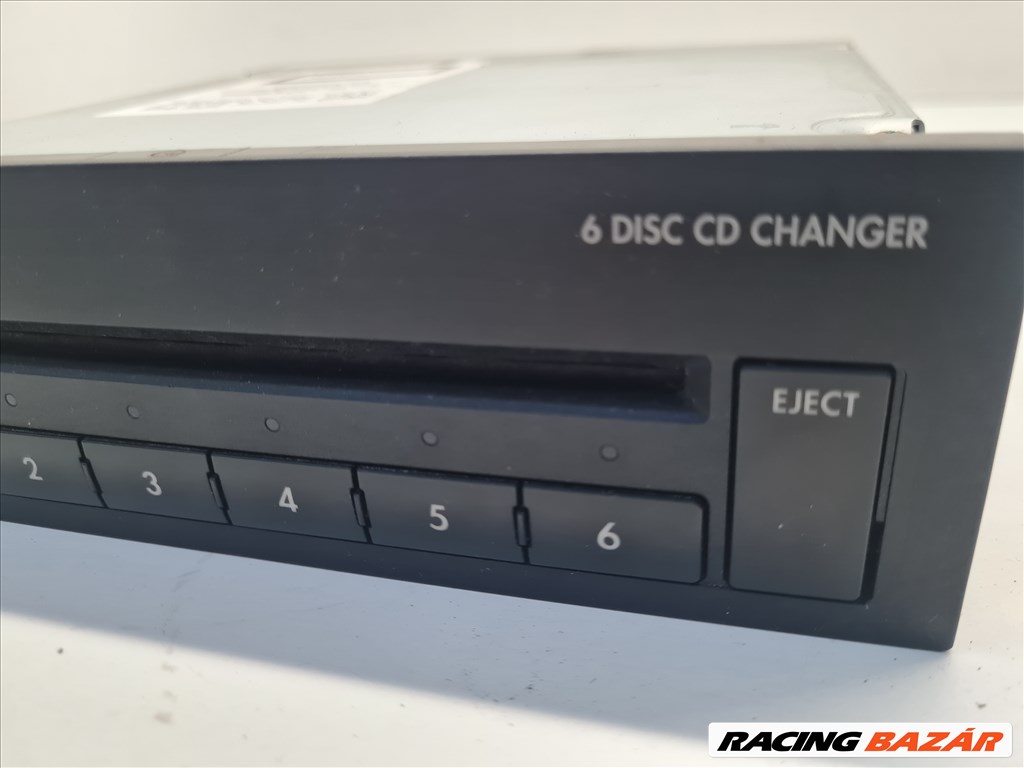 6 DISC CD CHANGER
EJECT
2 3 4 5 6
RACING BAZÁR